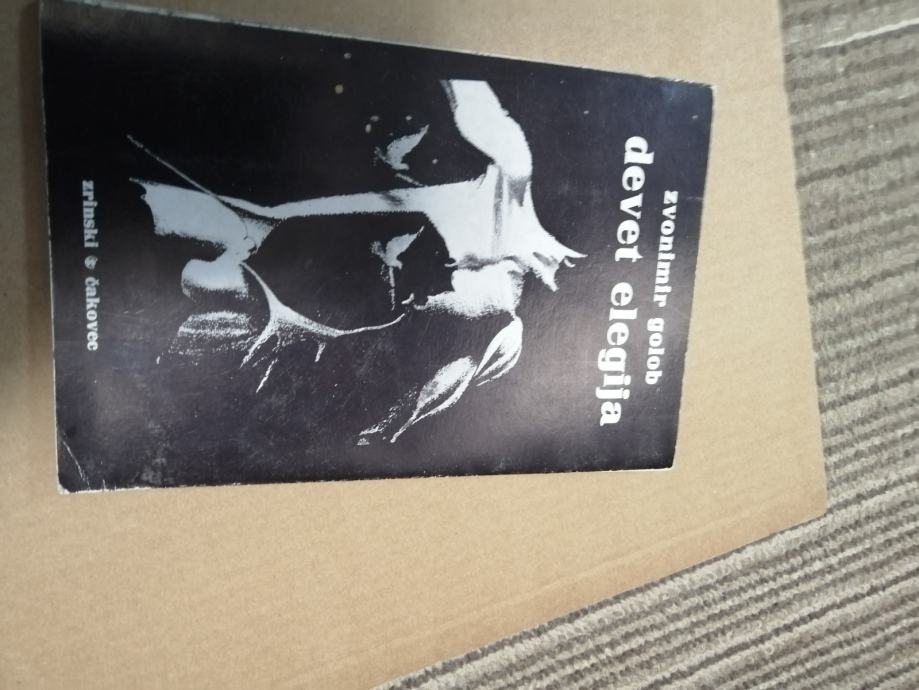 zvonimir golob
devet elegija
zrinski čakovec